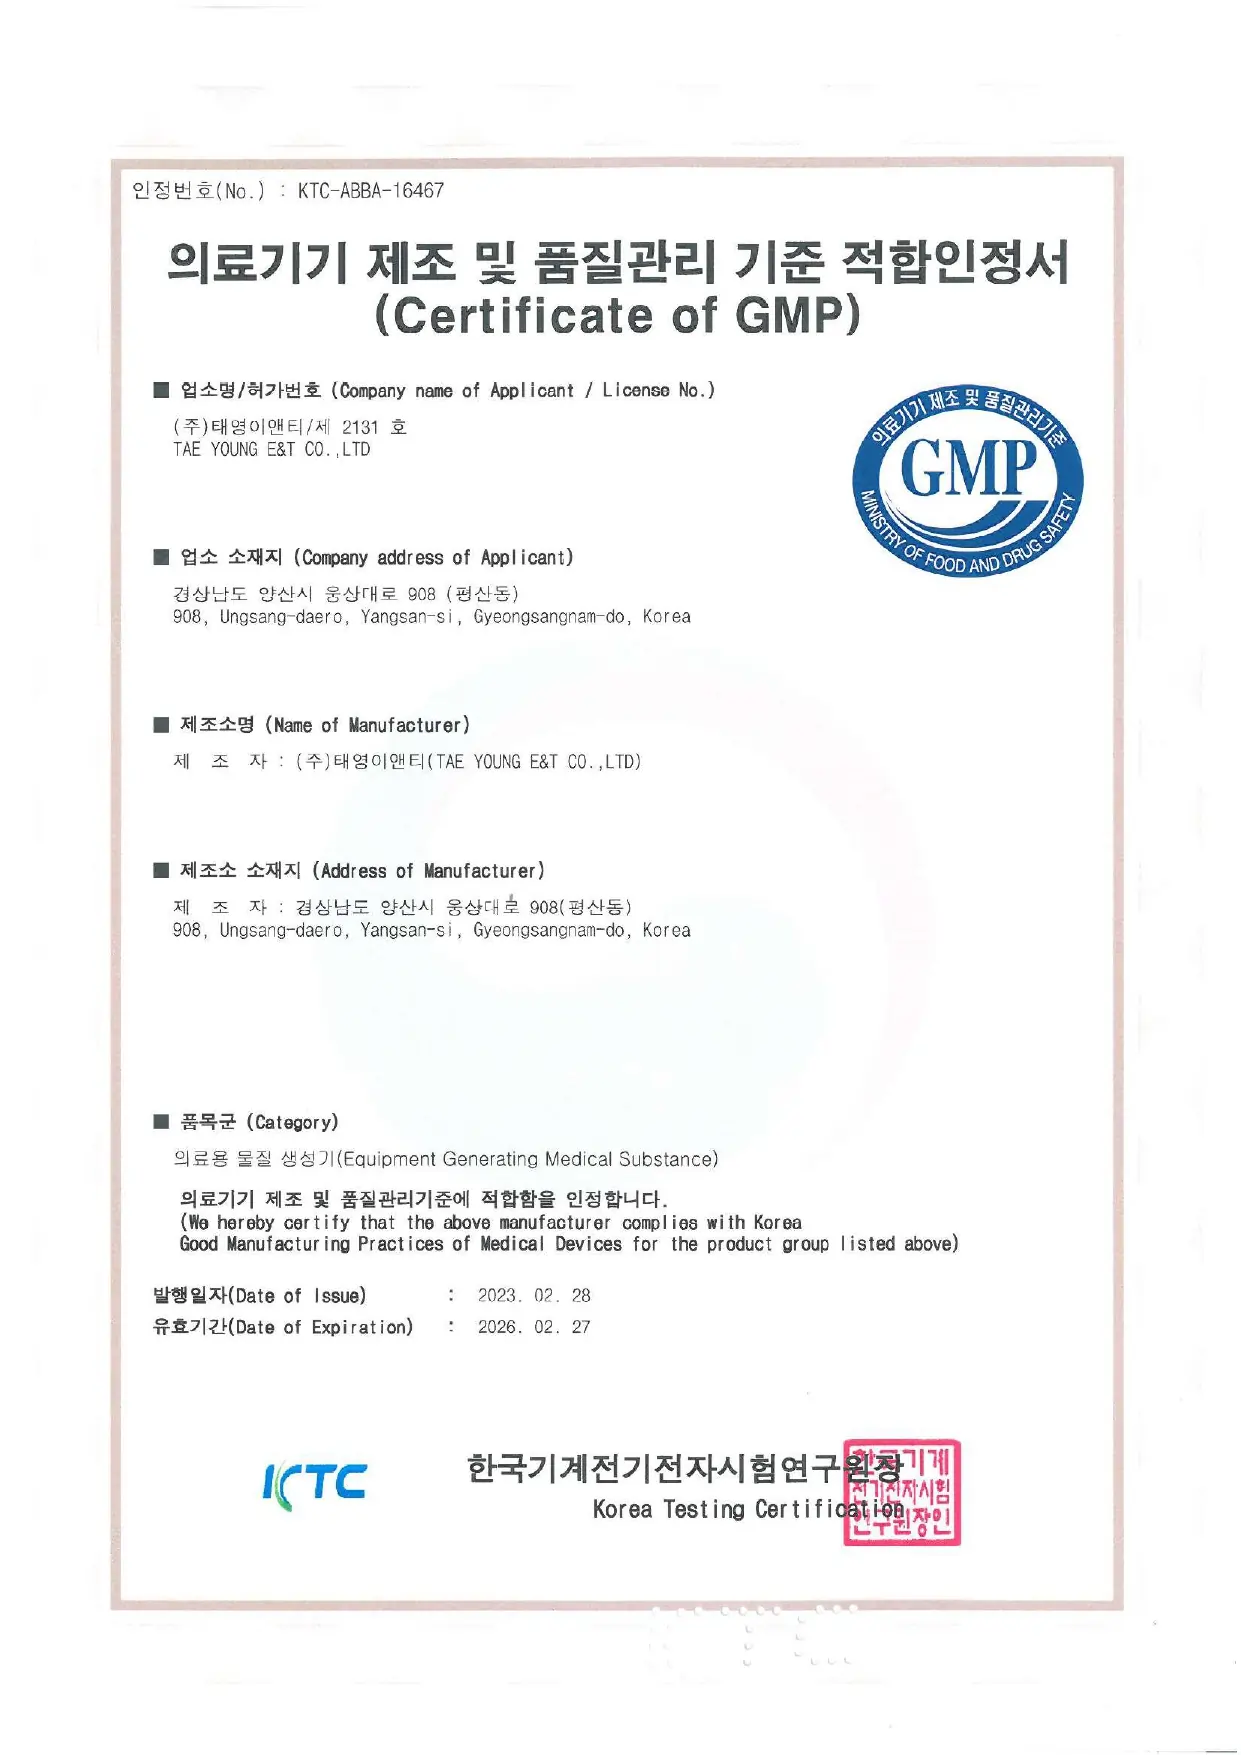 인정번호(No.) : KTC-ABBA-16467
의료기기 제조 및 품질관리 기준 적합인정서
(Certificate of GMP)
■ 업소명/허가번호 (Company name of Applicant / License No.)
(주)태영이앤티/제 2131 호
TAE YOUNG E&T CO.,LTD
의료기기 제조 및 품질관리기준
GMP
MINISTRY OF FOOD AND DRUG SAFETY
■ 업소 소재지 (Company address of Applicant)
경상남도 양산시 웅상대로 908 (평산동)
908, Ungsang-daero, Yangsan-si, Gyeongsangnam-do, Korea
■ 제조소명 (Name of Manufacturer)
제 조 자 : (주)태영이앤티(TAE YOUNG E&T CO.,LTD)
■ 제조소 소재지 (Address of Manufacturer)
제 조 자 : 경상남도 양산시 웅상대로 908(평산동)
908, Ungsang-daero, Yangsan-si, Gyeongsangnam-do, Korea
■ 품목군 (Category)
의료용 물질 생성기(Equipment Generating Medical Substance)
의료기기 제조 및 품질관리기준에 적합함을 인정합니다.
(We hereby certify that the above manufacturer complies with Korea
Good Manufacturing Practices of Medical Devices for the product group listed above)
발행일자(Date of Issue) : 2023. 02. 28
유효기간(Date of Expiration) : 2026. 02. 27
KTC
한국기계전기전자시험연구원장
Korea Testing Certification
한국기계
전기전자시험
연구원장인